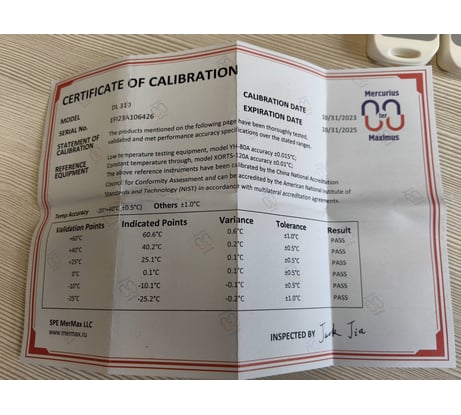 CERTIFICATE OF CALIBRATION
Mercurius
ter
Maximus
MODEL DL 310
SERIAL No. EFI23A106426
CALIBRATION DATE 10/31/2023
EXPIRATION DATE 10/31/2025
STATEMENT OF CALIBRATION
The products mentioned on the following page have been thoroughly tested,
validated and met performance accuracy specifications over the stated ranges.
REFERENCE EQUIPMENT
Low temperature testing equipment, model YH-80A accuracy ±0.015°C;
Constant temperature through, model XORTS-120A accuracy ±0.01°C;
The above reference instruments have been calibrated by the China National Accreditation
Council for Conformity Assessment and can be accredited by the American National Institute of
Standards and Technology (NIST) in accordance with multilateral accreditation agreements.
Temp Accuracy -20~+40°C (±0.5°C) Others ±1.0°C
Validation Points Indicated Points Variance Tolerance Result
+60°C 60.6°C 0.6°C ±1.0°C PASS
+40°C 40.2°C 0.2°C ±0.5°C PASS
+25°C 25.1°C 0.1°C ±0.5°C PASS
0°C 0.1°C 0.1°C ±0.5°C PASS
-10°C -10.1°C -0.1°C ±0.5°C PASS
-25°C -25.2°C -0.2°C ±1.0°C PASS
SPE MerMax LLC
www.mermax.ru
INSPECTED BY Jack Jia